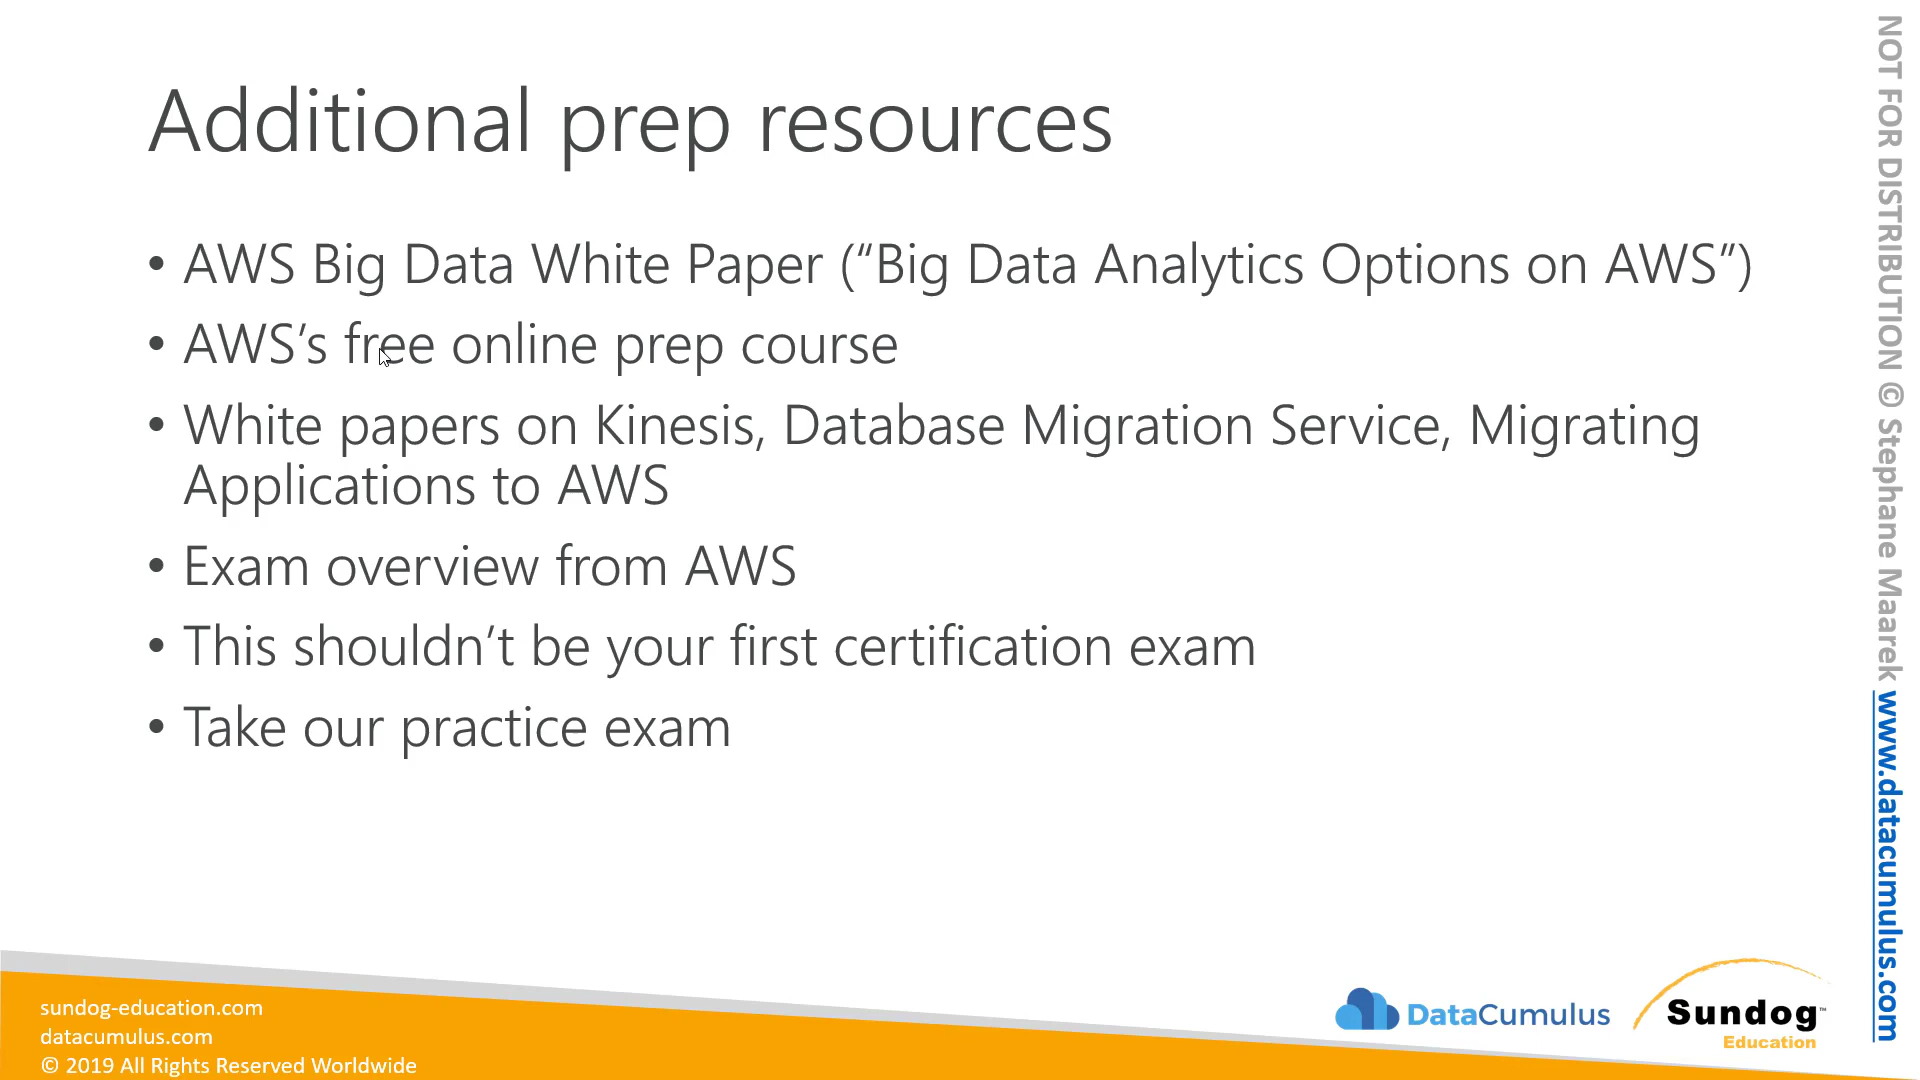 Additional prep resources
• AWS Big Data White Paper (“Big Data Analytics Options on AWS”)
• AWS’s free online prep course
• White papers on Kinesis, Database Migration Service, Migrating
Applications to AWS
• Exam overview from AWS
• This shouldn’t be your first certification exam
• Take our practice exam
sundog-education.com
datacumulus.com
© 2019 All Rights Reserved Worldwide
DataCumulus
Sundog™
Education
NOT FOR DISTRIBUTION © Stephane Maarek www.datacumulus.com